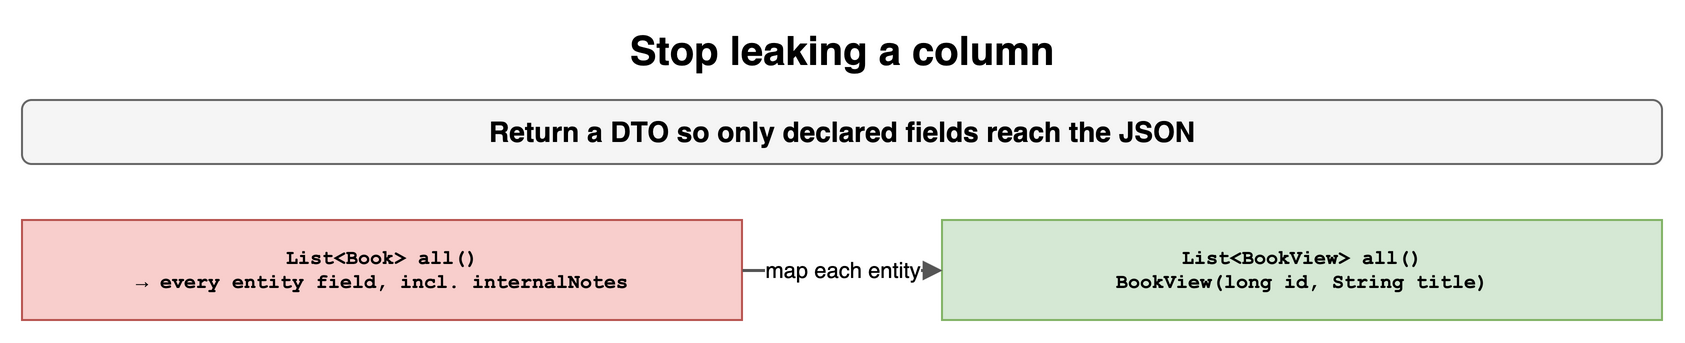 Stop leaking a column
Return a DTO so only declared fields reach the JSON
List<Book> all()
→ every entity field, incl. internalNotes
map each entity
List<BookView> all()
BookView(long id, String title)